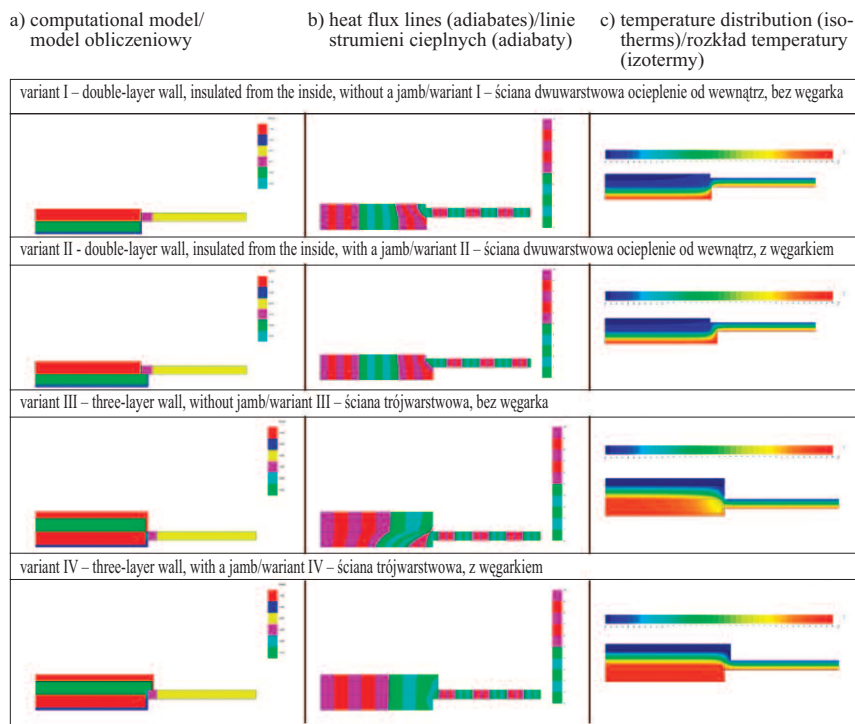 a) computational model/
model obliczeniowy
b) heat flux lines (adiabates)/linie
strumieni cieplnych (adiabaty)
c) temperature distribution (iso-
therms)/rozkład temperatury
(izotermy)
variant I – double-layer wall, insulated from the inside, without a jamb/wariant I – ściana dwuwarstwowa ocieplenie od wewnątrz, bez węgarka
variant II - double-layer wall, insulated from the inside, with a jamb/wariant II – ściana dwuwarstwowa ocieplenie od wewnątrz, z węgarkiem
variant III – three-layer wall, without jamb/wariant III – ściana trójwarstwowa, bez węgarka
variant IV – three-layer wall, with a jamb/wariant IV – ściana trójwarstwowa, z węgarkiem